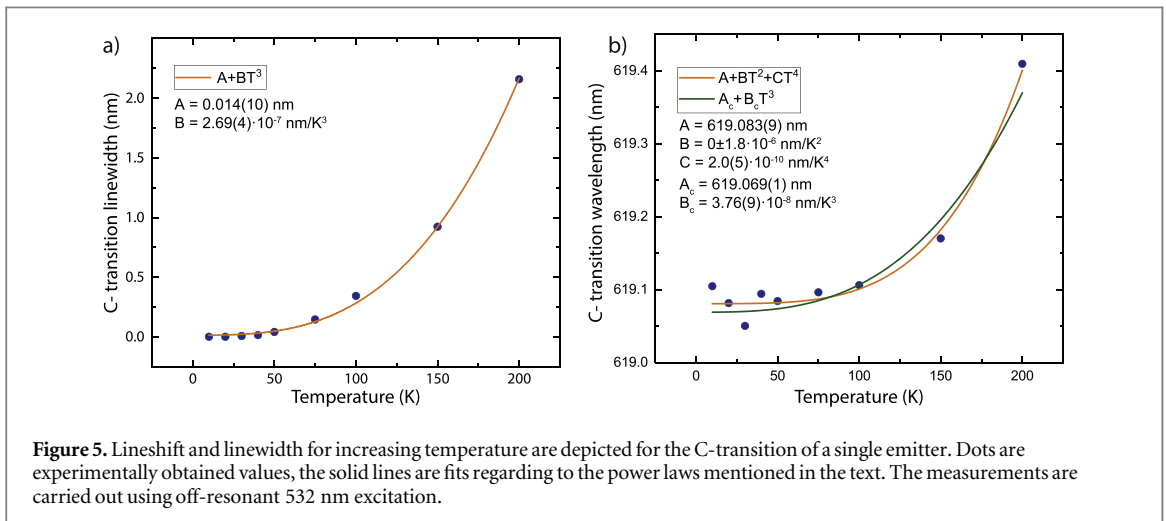 a)
C- transition linewidth (nm)
2.0
1.5
1.0
0.5
0.0
A+BT³
A = 0.014(10) nm
B = 2.69(4)·10⁻⁷ nm/K³
0
50
100
150
200
Temperature (K)
b)
C- transition wavelength (nm)
619.4
619.3
619.2
619.1
619.0
A+BT²+CT⁴
A꜀+B꜀T³
A = 619.083(9) nm
B = 0±1.8·10⁻⁶ nm/K²
C = 2.0(5)·10⁻¹⁰ nm/K⁴
A꜀ = 619.069(1) nm
B꜀ = 3.76(9)·10⁻⁸ nm/K³
0
50
100
150
200
Temperature (K)
Figure 5. Lineshift and linewidth for increasing temperature are depicted for the C-transition of a single emitter. Dots are
experimentally obtained values, the solid lines are fits regarding to the power laws mentioned in the text. The measurements are
carried out using off-resonant 532 nm excitation.